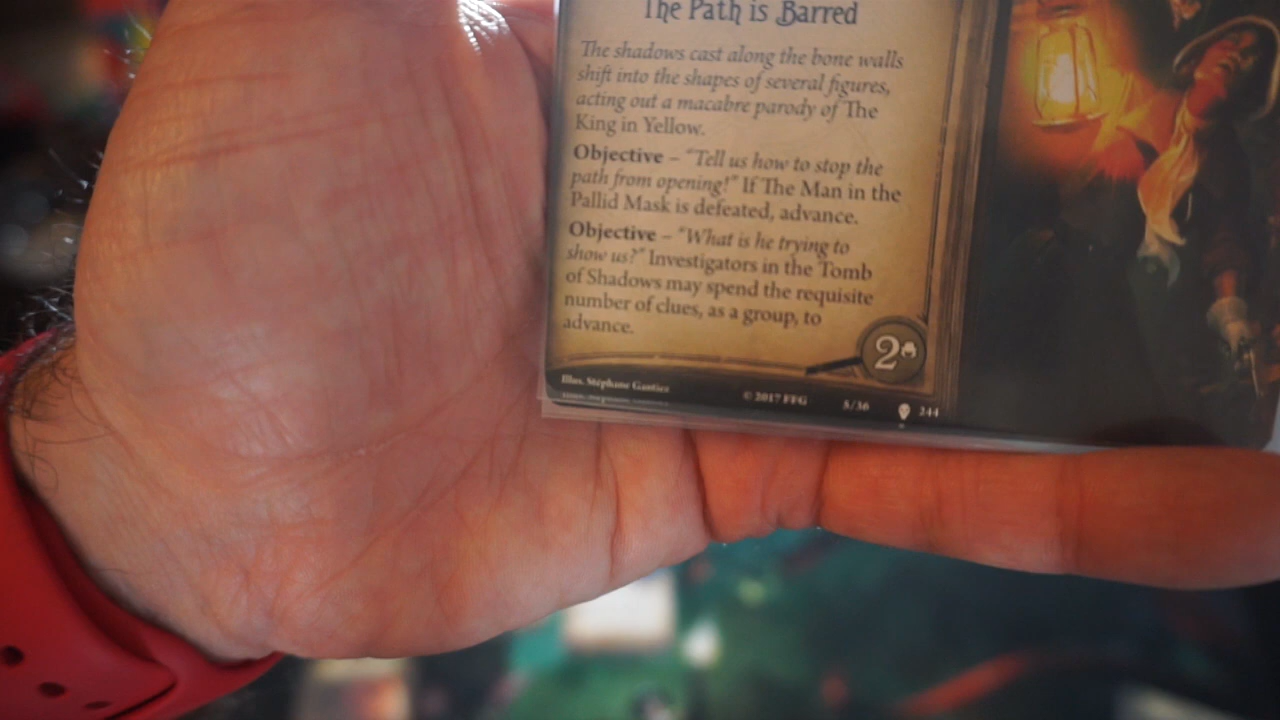 The Path is Barred
The shadows cast along the bone walls
shift into the shapes of several figures,
acting out a macabre parody of The
King in Yellow.
Objective – "Tell us how to stop the
path from opening!" If The Man in the
Pallid Mask is defeated, advance.
Objective – "What is he trying to
show us?" Investigators in the Tomb
of Shadows may spend the requisite
number of clues, as a group, to
advance.
2
Illus. Stéphane Gantiez
© 2017 FFG
5/36
244